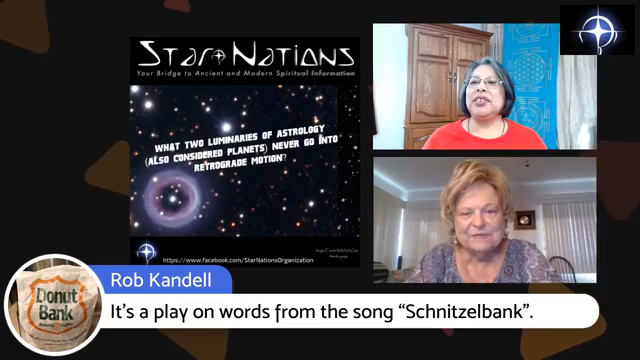 STAR NATIONS
Your Bridge to Ancient and Modern Spiritual Information
WHAT TWO LUMINARIES OF ASTROLOGY
(ALSO CONSIDERED PLANETS) NEVER GO INTO
RETROGRADE MOTION?
https://www.facebook.com/StarNationsOrganization
Rob Kandell
Donut
Bank
It's a play on words from the song “Schnitzelbank”.